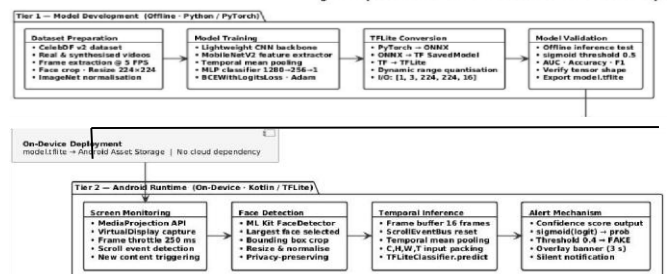 Tier 1 — Model Development (Offline · Python / PyTorch)
Dataset Preparation
• CelebDF v2 dataset
• Real & synthesised videos
• Frame extraction @ 5 FPS
• Face crop · Resize 224×224
• ImageNet normalisation
Model Training
• Lightweight CNN backbone
• MobileNetV2 feature extractor
• Temporal mean pooling
• MLP classifier 1280→256→1
• BCEWithLogitsLoss · Adam
TFLite Conversion
• PyTorch → ONNX
• ONNX → TF SavedModel
• TF → TFLite
• Dynamic range quantisation
• I/O: [1, 3, 224, 224, 16]
Model Validation
• Offline inference test
• sigmoid threshold 0.5
• AUC · Accuracy · F1
• Verify tensor shape
• Export model.tflite
On-Device Deployment
model.tflite → Android Asset Storage | No cloud dependency
Tier 2 — Android Runtime (On-Device · Kotlin / TFLite)
Screen Monitoring
• MediaProjection API
• VirtualDisplay capture
• Frame throttle 250 ms
• Scroll event detection
• New content triggering
Face Detection
• ML Kit FaceDetector
• Largest face selected
• Bounding box crop
• Resize & normalise
• Privacy-preserving
Temporal Inference
• Frame buffer 16 frames
• ScrollEventBus reset
• Temporal mean pooling
• C,H,W,T input packing
• TFLiteClassifier.predict
Alert Mechanism
• Confidence score output
• sigmoid(logit) → prob
• Threshold 0.4 → FAKE
• Overlay banner (3 s)
• Silent notification